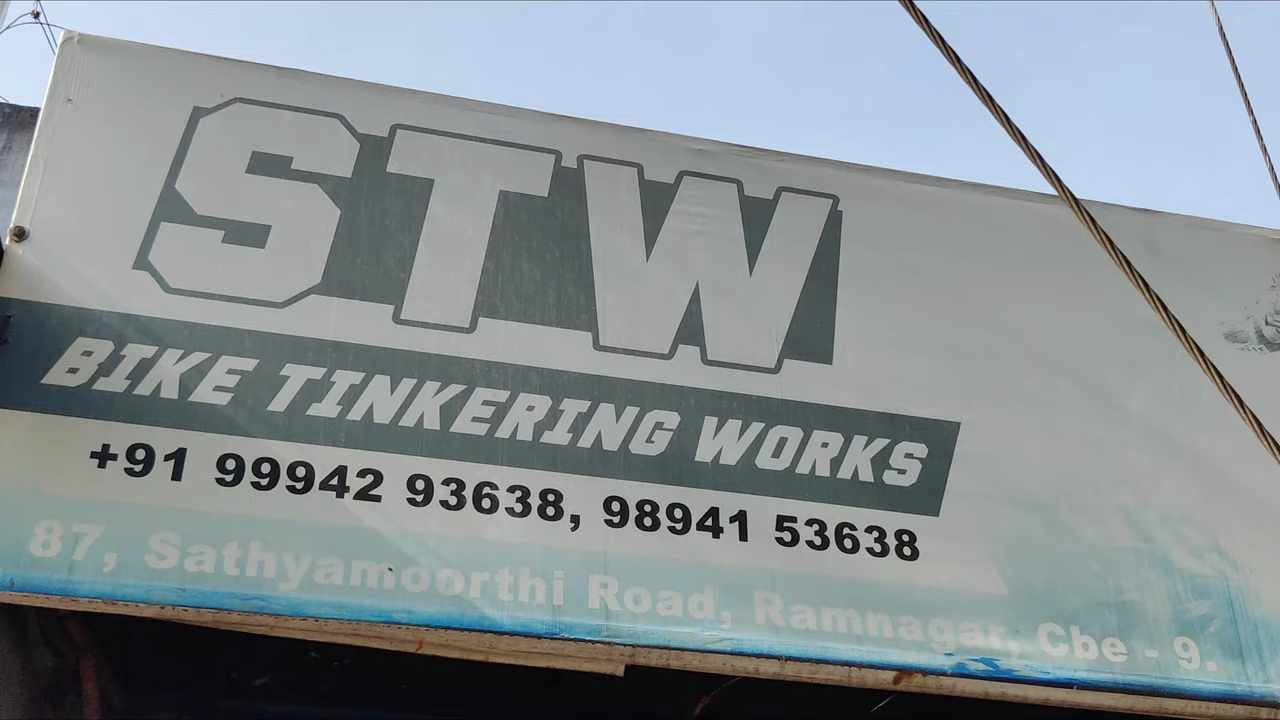 STW
BIKE TINKERING WORKS
+91 99942 93638, 98941 53638
87, Sathyamoorthi Road, Ramnagar, Cbe - 9.